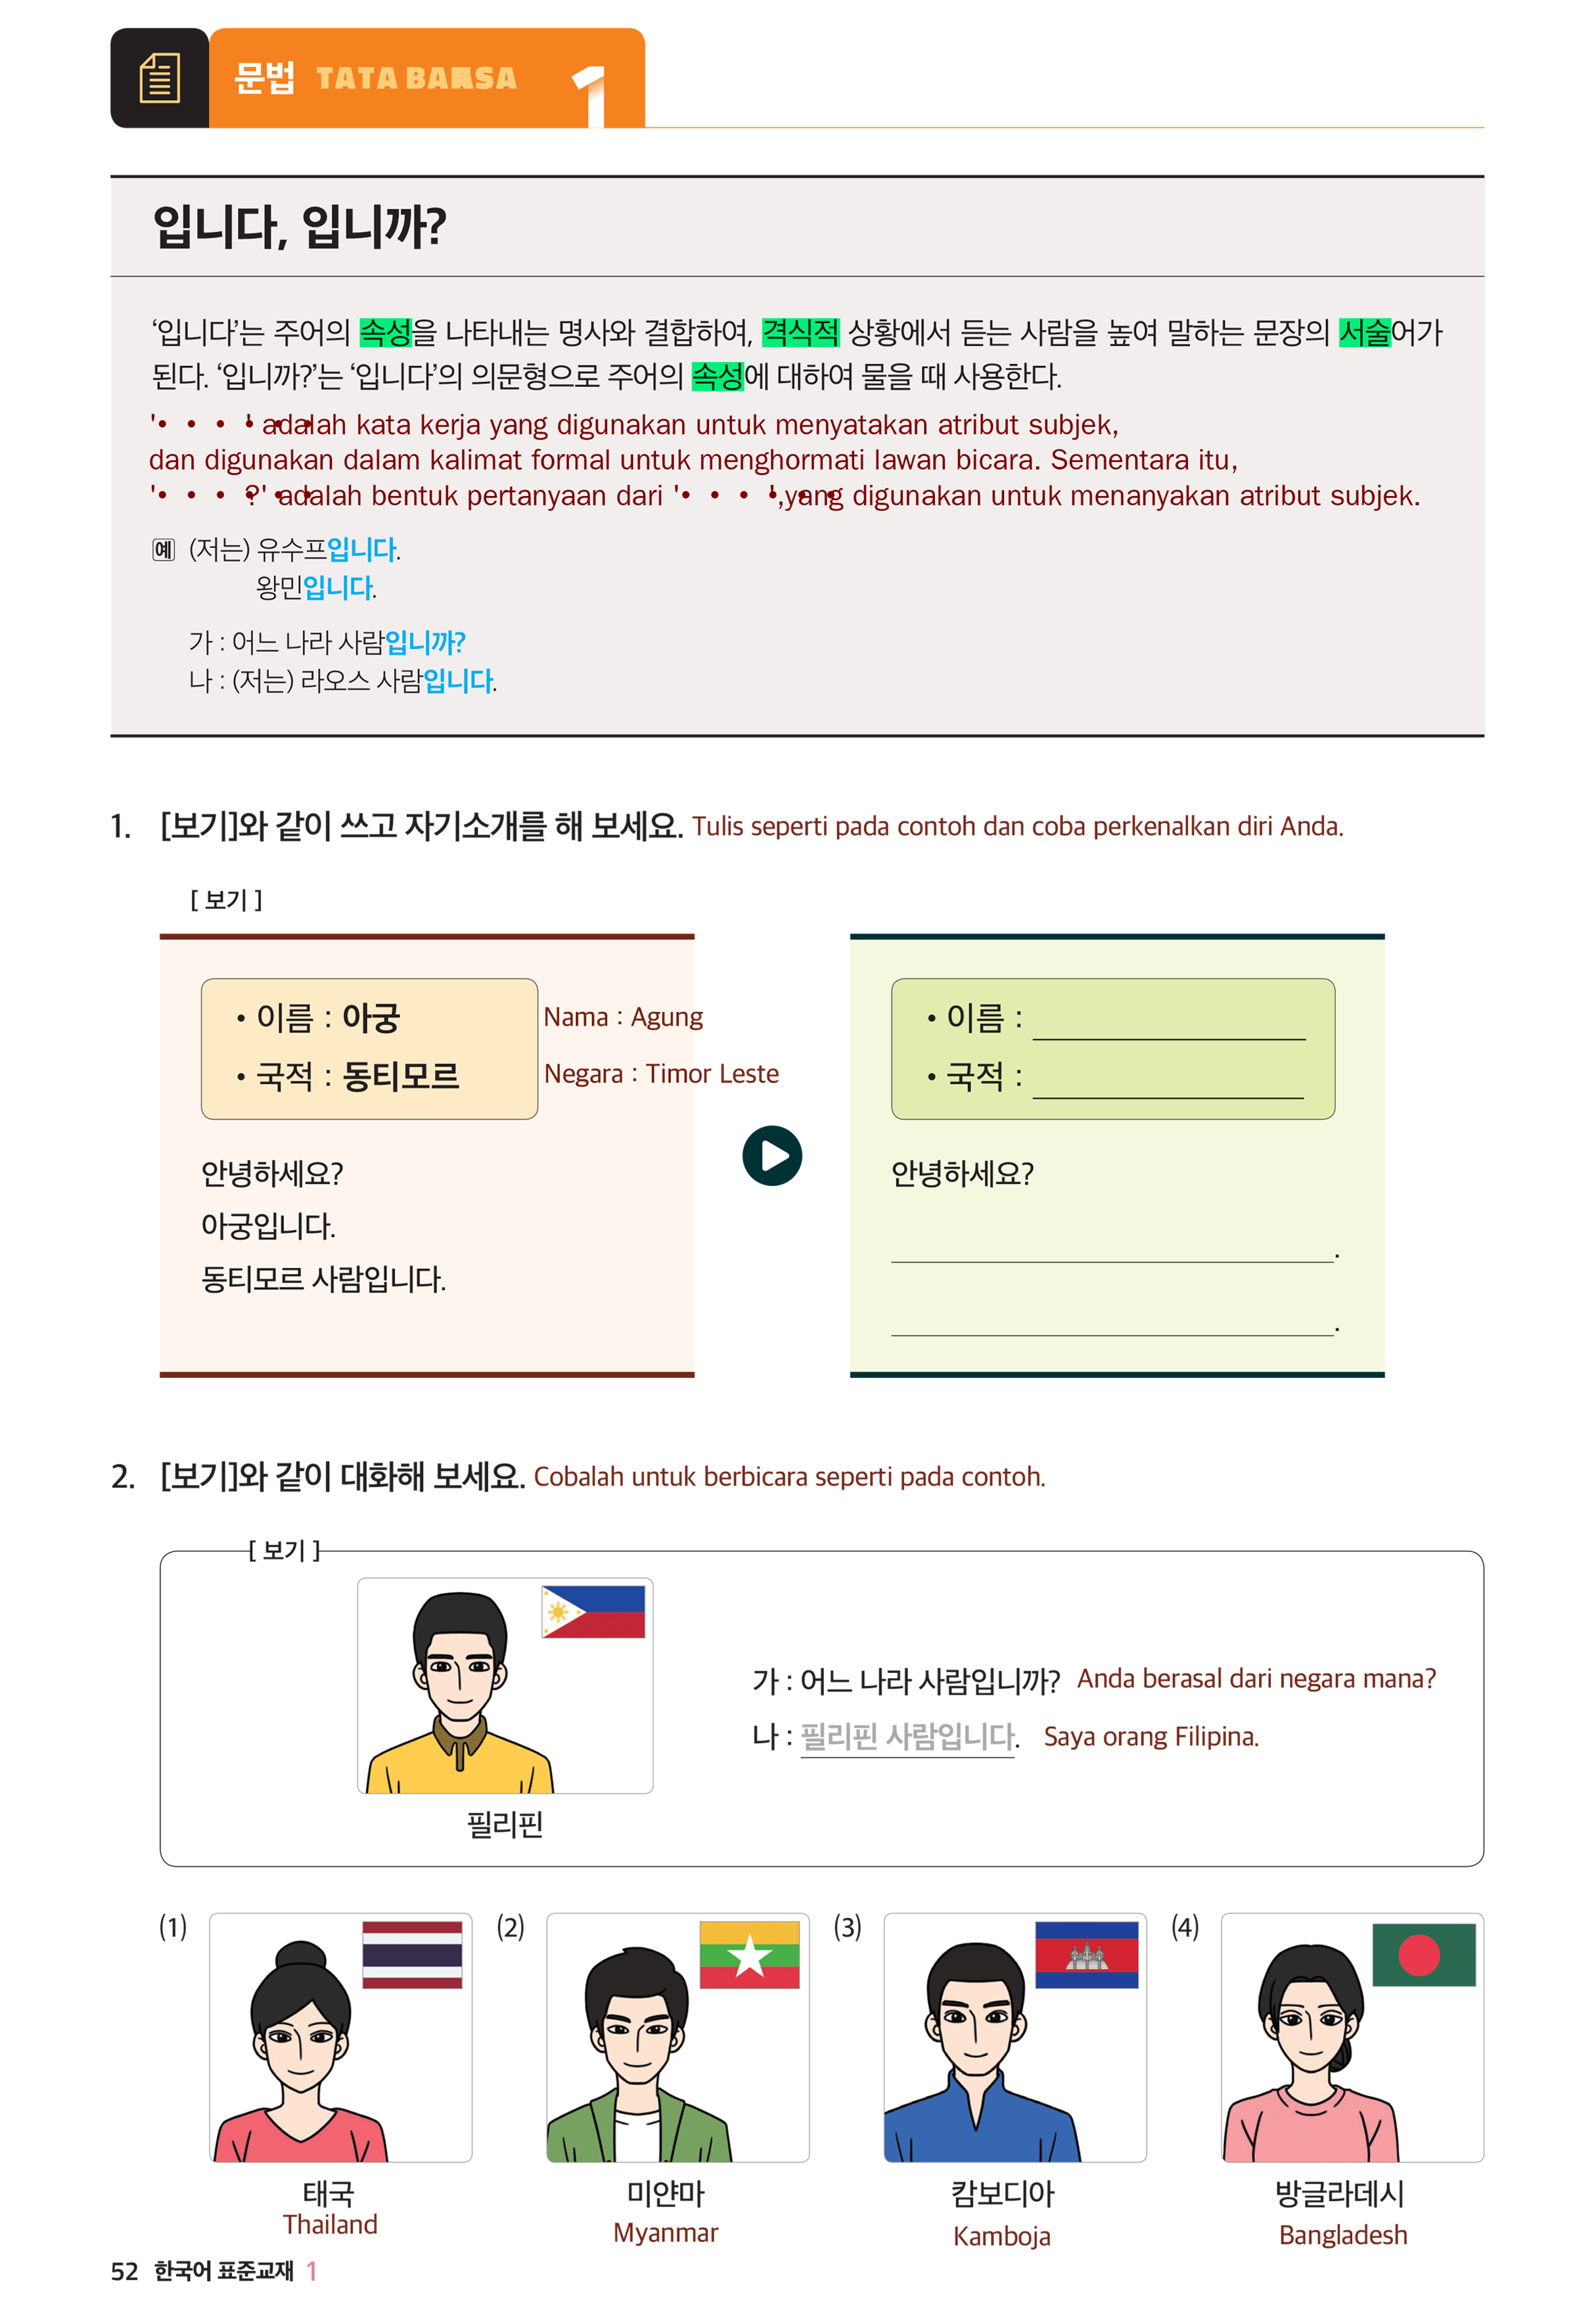 문법 TATA BAHASA 1
입니다, 입니까?
‘입니다’는 주어의 속성을 나타내는 명사와 결합하여, 격식적 상황에서 듣는 사람을 높여 말하는 문장의 서술어가
된다. ‘입니까?’는 ‘입니다’의 의문형으로 주어의 속성에 대하여 물을 때 사용한다.
adalah kata kerja yang digunakan untuk menyatakan atribut subjek,
dan digunakan dalam kalimat formal untuk menghormati lawan bicara. Sementara itu,
?' adalah bentuk pertanyaan dari ', yang digunakan untuk menanyakan atribut subjek.
예 (저는) 유수프입니다.
왕민입니다.
가 : 어느 나라 사람입니까?
나 : (저는) 라오스 사람입니다.
1. [보기]와 같이 쓰고 자기소개를 해 보세요. Tulis seperti pada contoh dan coba perkenalkan diri Anda.
[ 보기 ]
• 이름 : 아궁 Nama : Agung
• 국적 : 동티모르 Negara : Timor Leste
안녕하세요?
아궁입니다.
동티모르 사람입니다.
• 이름 :
• 국적 :
안녕하세요?
.
.
2. [보기]와 같이 대화해 보세요. Cobalah untuk berbicara seperti pada contoh.
[ 보기 ]
가 : 어느 나라 사람입니까? Anda berasal dari negara mana?
나 : 필리핀 사람입니다. Saya orang Filipina.
필리핀
(1) (2) (3) (4)
태국 미얀마 캄보디아 방글라데시
Thailand Myanmar Kamboja Bangladesh
52 한국어 표준교재 1